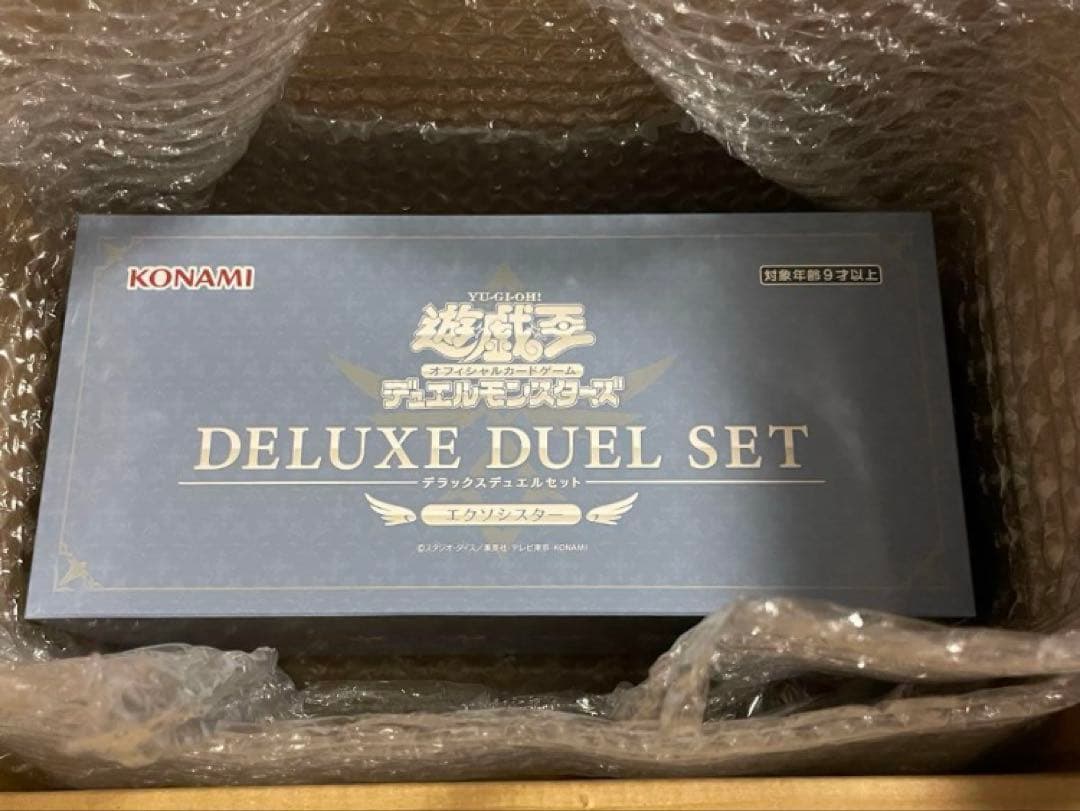 KONAMI
対象年齢9才以上
YU-GI-OH!
遊戯王
オフィシャルカードゲーム
デュエルモンスターズ
DELUXE DUEL SET
デラックスデュエルセット
エクソシスター
©スタジオ・ダイス/集英社・テレビ東京・KONAMI